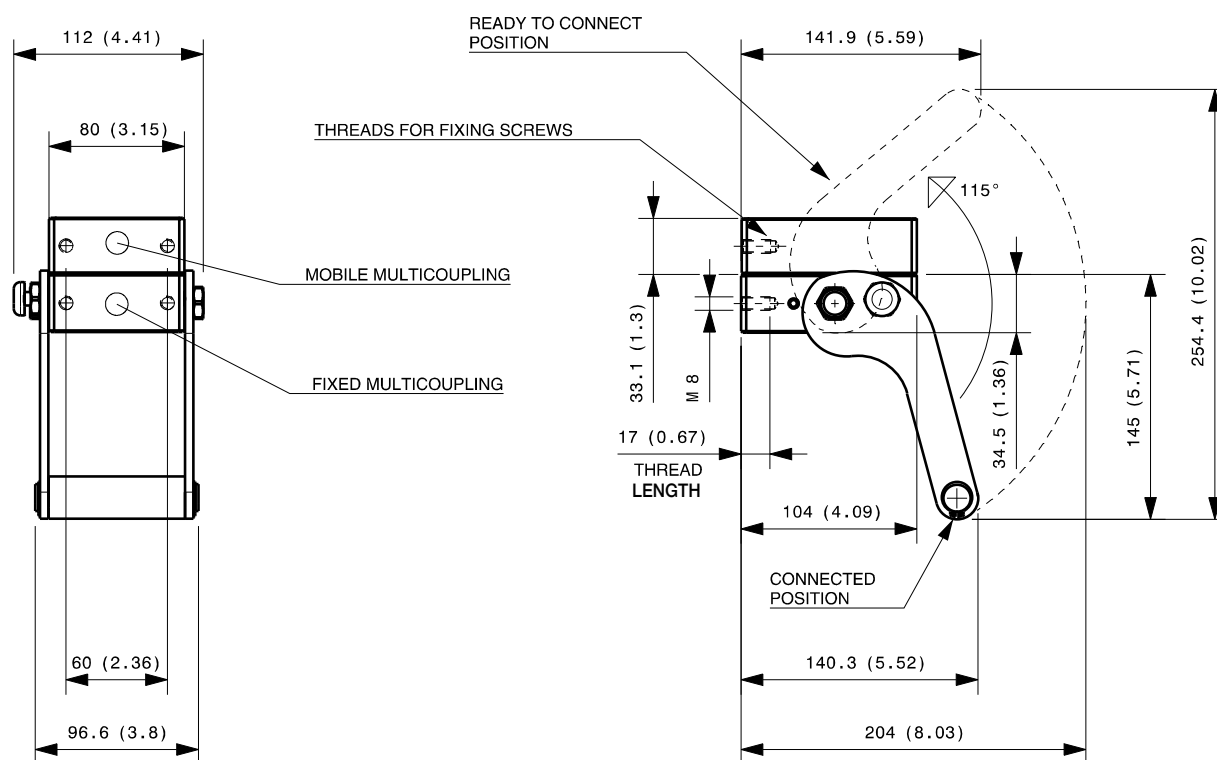 READY TO CONNECT
POSITION
112 (4.41)
141.9 (5.59)
80 (3.15)
THREADS FOR FIXING SCREWS
115°
MOBILE MULTICOUPLING
254.4 (10.02)
33.1 (1.3)
M 8
FIXED MULTICOUPLING
34.5 (1.36)
145 (5.71)
17 (0.67)
THREAD
LENGTH
104 (4.09)
CONNECTED
POSITION
60 (2.36)
140.3 (5.52)
96.6 (3.8)
204 (8.03)